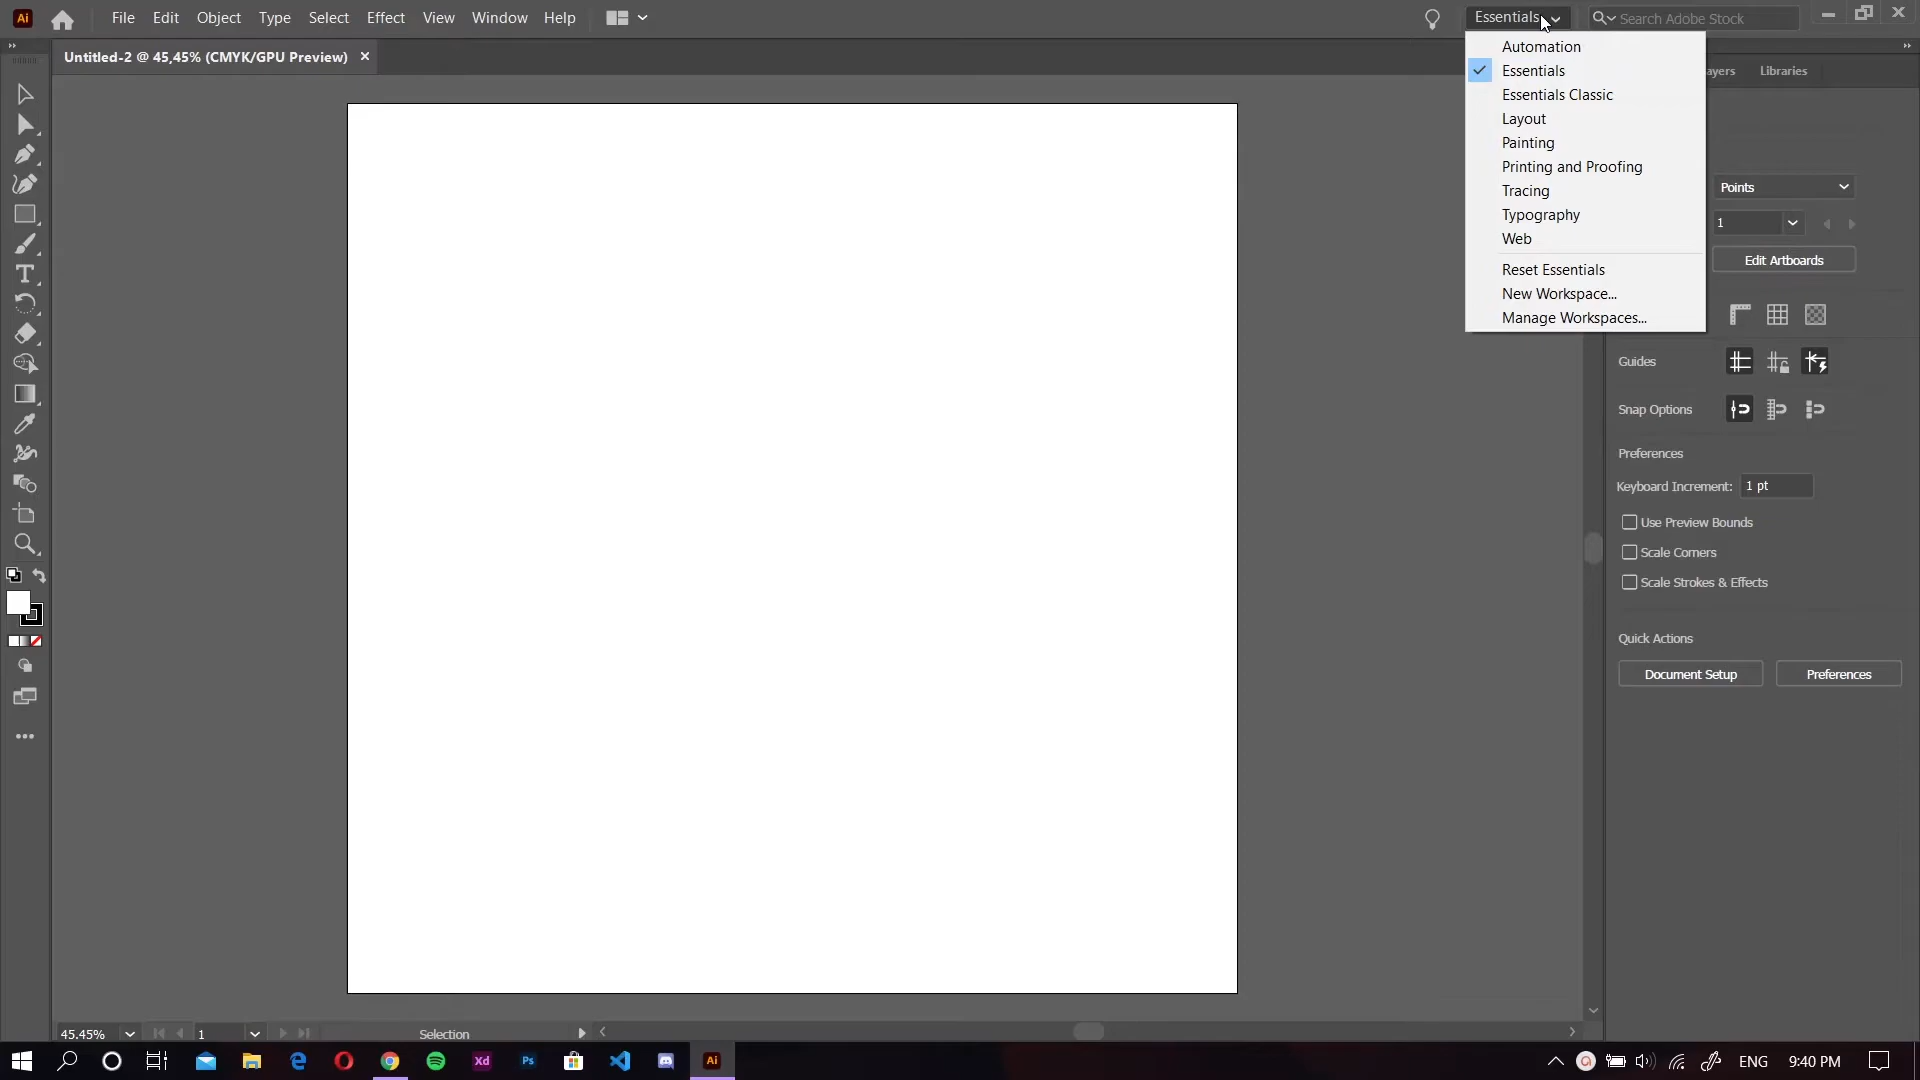 Ai File Edit Object Type Select Effect View Window Help Essentials Search Adobe Stock
Untitled-2 @ 45,45% (CMYK/GPU Preview)
Automation
Essentials
Essentials Classic
Layout
Painting
Printing and Proofing
Tracing
Typography
Web
Reset Essentials
New Workspace...
Manage Workspaces...
ayers Libraries
Points
1
Edit Artboards
Guides
Snap Options
Preferences
Keyboard Increment: 1 pt
Use Preview Bounds
Scale Corners
Scale Strokes & Effects
Quick Actions
Document Setup Preferences
45.45% 1 Selection
Xd Ps Ai ENG 9:40 PM